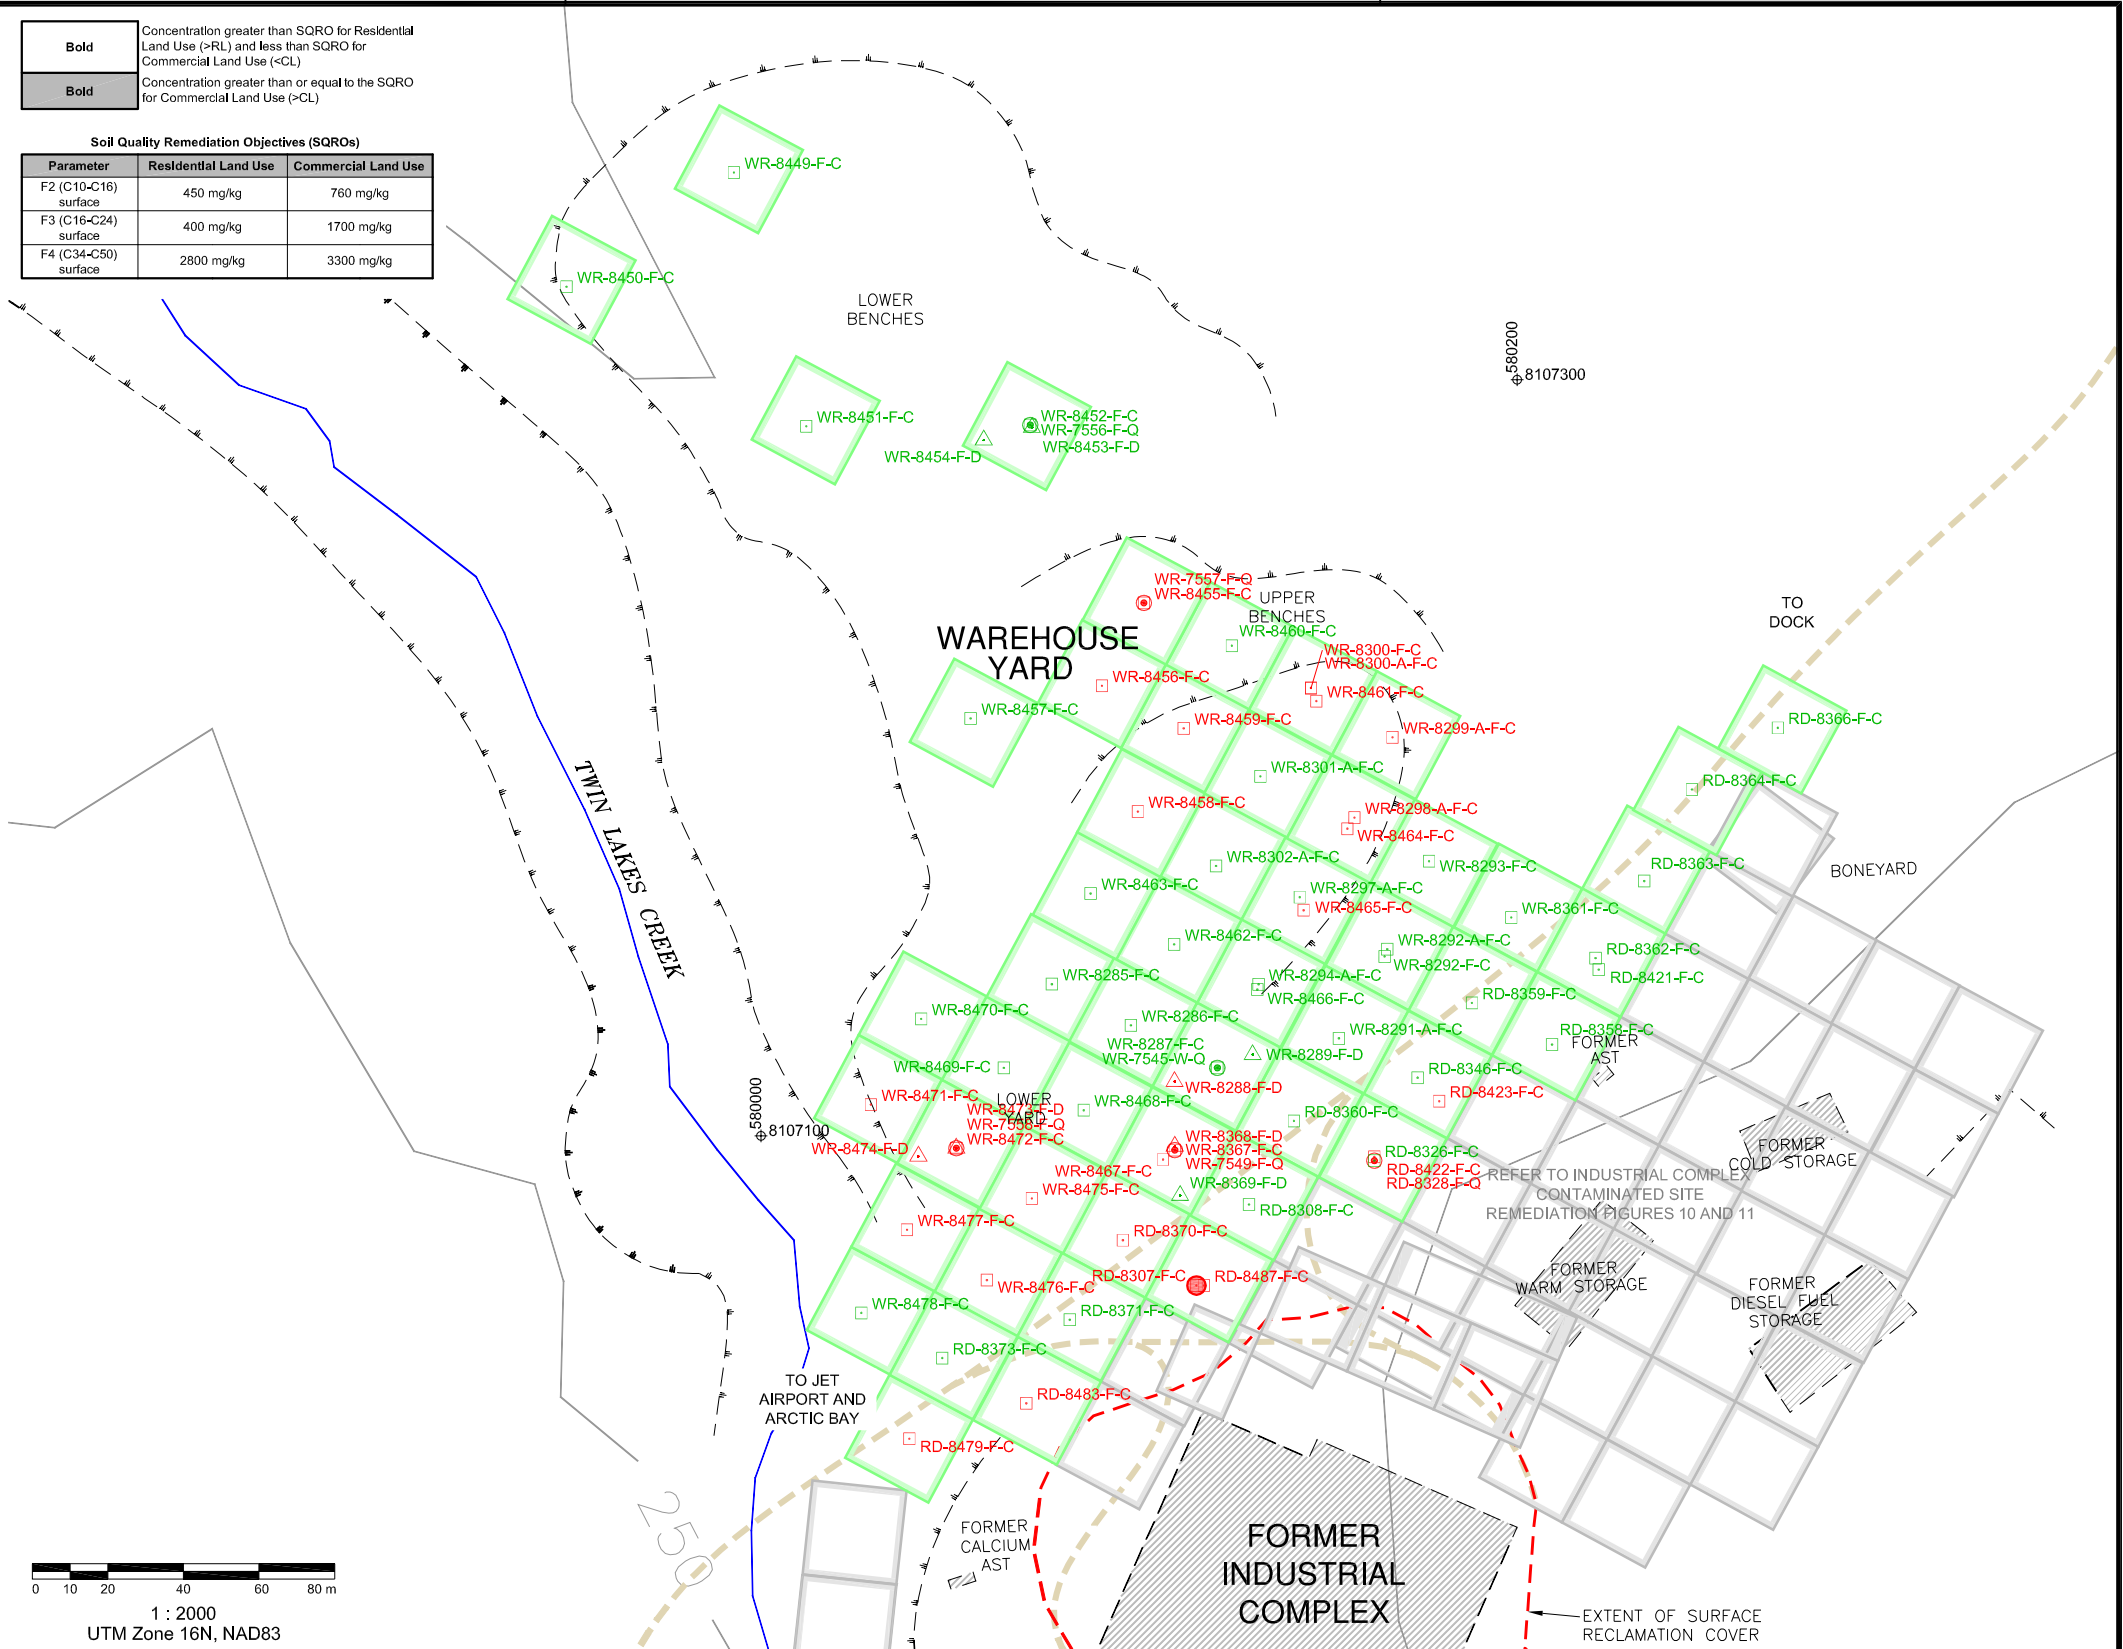 Bold
Concentration greater than SQRO for Residential
Land Use (>RL) and less than SQRO for
Commercial Land Use (<CL)
Bold
Concentration greater than or equal to the SQRO
for Commercial Land Use (>CL)
Soil Quality Remediation Objectives (SQROs)
Parameter Residential Land Use Commercial Land Use
F2 (C10-C16)
surface
450 mg/kg 760 mg/kg
F3 (C16-C24)
surface
400 mg/kg 1700 mg/kg
F4 (C34-C50)
surface
2800 mg/kg 3300 mg/kg
WR-8449-F-C
WR-8450-F-C
LOWER
BENCHES
580200
8107300
WR-8451-F-C
WR-8452-F-C
WR-7556-F-Q
WR-8453-F-D
WR-8454-F-D
WR-7557-F-Q
WR-8455-F-C
UPPER
BENCHES
TO
DOCK
WAREHOUSE
YARD
WR-8460-F-C
WR-8300-F-C
WR-8300-A-F-C
WR-8456-F-C
WR-8461-F-C
WR-8457-F-C
WR-8459-F-C
WR-8299-A-F-C
RD-8366-F-C
WR-8301-A-F-C
RD-8364-F-C
WR-8458-F-C
WR-8298-A-F-C
WR-8464-F-C
WR-8302-A-F-C
WR-8293-F-C
RD-8363-F-C
BONEYARD
WR-8463-F-C
WR-8297-A-F-C
WR-8465-F-C
WR-8361-F-C
TWIN LAKES CREEK
WR-8462-F-C
WR-8292-A-F-C
WR-8292-F-C
RD-8362-F-C
RD-8421-F-C
WR-8285-F-C
WR-8294-A-F-C
WR-8466-F-C
RD-8359-F-C
WR-8470-F-C
WR-8286-F-C
WR-8291-A-F-C
RD-8358-F-C
WR-8287-F-C
WR-7545-W-Q
WR-8289-F-D
FORMER
AST
WR-8469-F-C
WR-8288-F-D
RD-8346-F-C
WR-8471-F-C
LOWER
YARD
WR-8473-F-D
WR-7558-F-Q
WR-8472-F-C
WR-8468-F-C
RD-8423-F-C
RD-8360-F-C
580000
8107100
WR-8474-F-D
WR-8368-F-D
WR-8367-F-C
WR-7549-F-Q
WR-8467-F-C
RD-8326-F-C
RD-8422-F-C
RD-8328-F-Q
FORMER
COLD STORAGE
REFER TO INDUSTRIAL COMPLEX
CONTAMINATED SITE
REMEDIATION FIGURES 10 AND 11
WR-8475-F-C
WR-8369-F-D
RD-8308-F-C
WR-8477-F-C
RD-8370-F-C
WR-8476-F-C
RD-8307-F-C
RD-8487-F-C
FORMER
WARM STORAGE
FORMER
DIESEL FUEL
STORAGE
WR-8478-F-C
RD-8371-F-C
RD-8373-F-C
TO JET
AIRPORT AND
ARCTIC BAY
RD-8483-F-C
RD-8479-F-C
250
FORMER
CALCIUM
AST
FORMER
INDUSTRIAL
COMPLEX
EXTENT OF SURFACE
RECLAMATION COVER
0 10 20 40 60 80 m
1 : 2000
UTM Zone 16N, NAD83